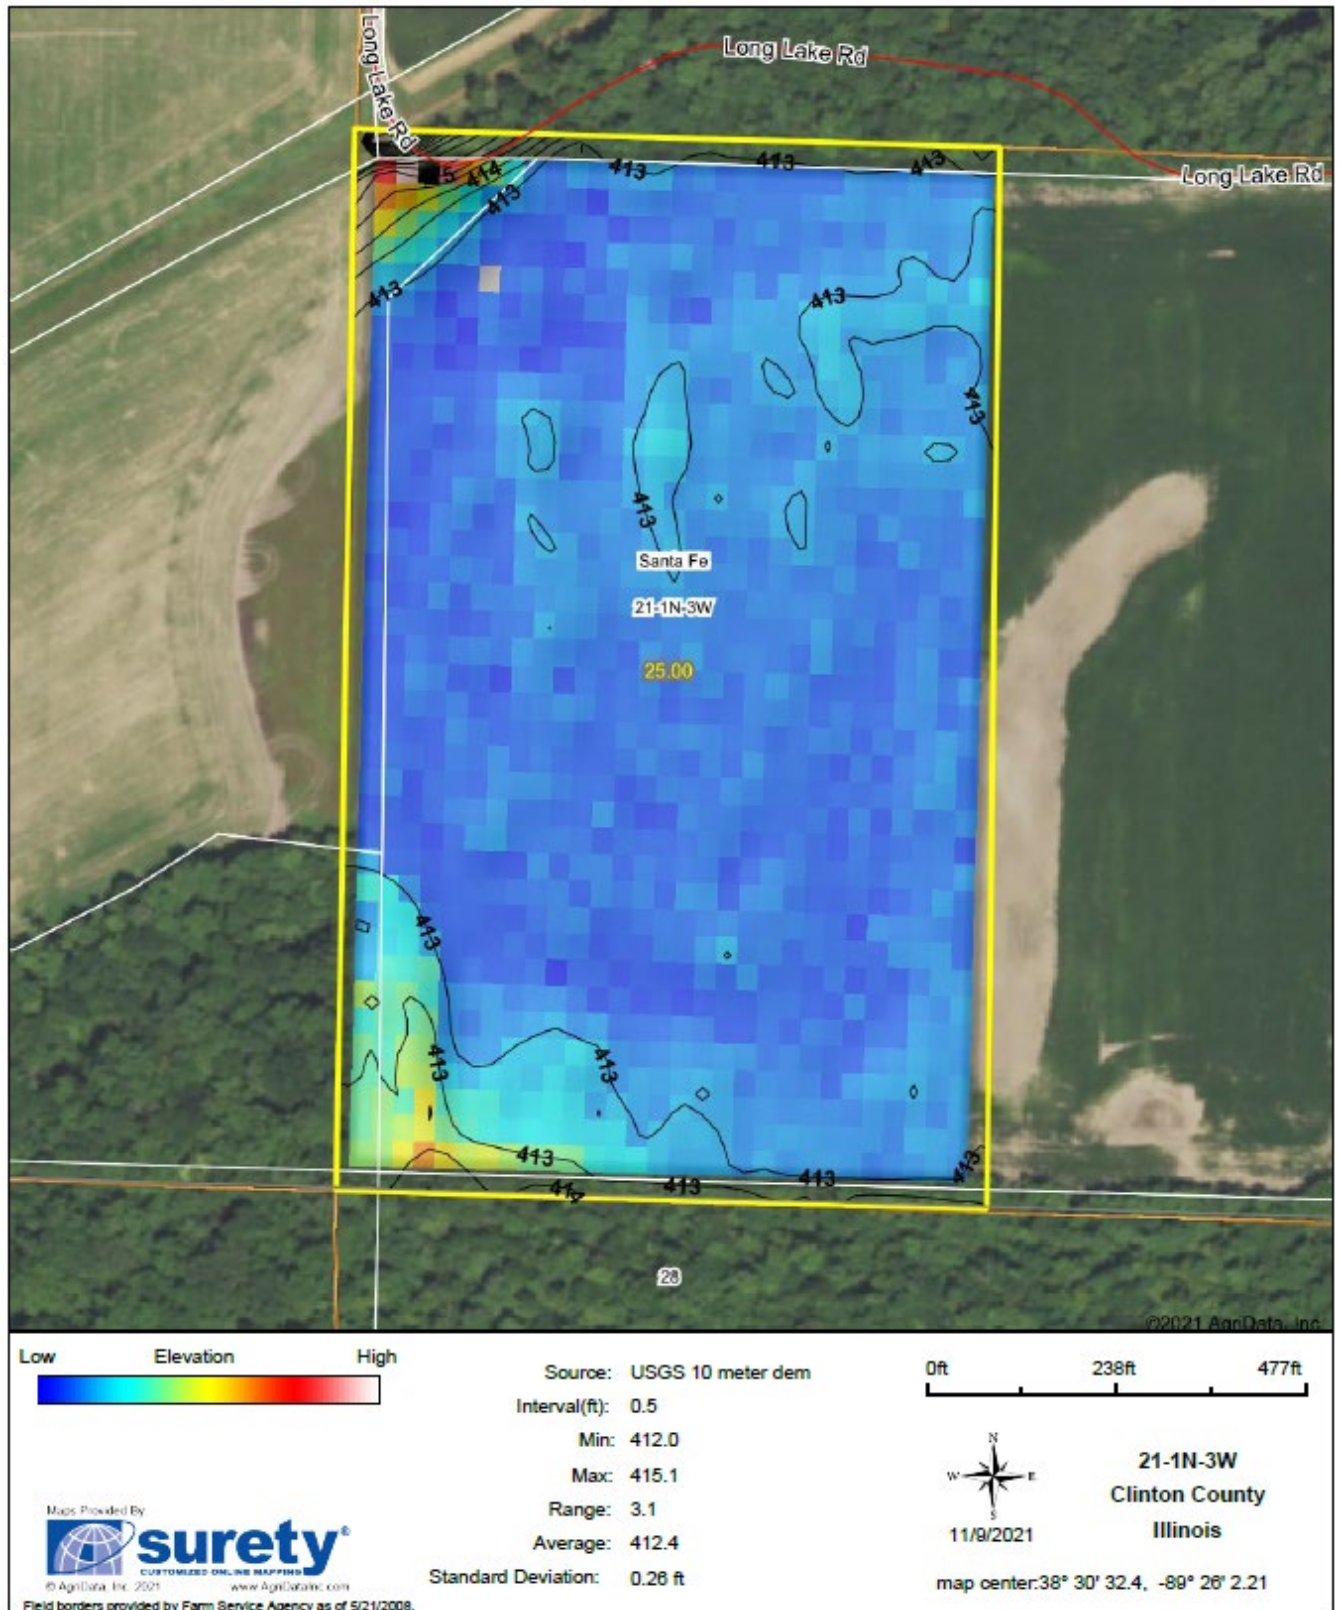 Long Lake Rd
Long Lake Rd
Long Lake Rd
413
413
413
5
414
413
413
413
413
413
Santa Fe
21-1N-3W
25.00
413
413
413
413
413
414
413
413
413
28
©2021 AgriData, Inc.
Low Elevation High
Source: USGS 10 meter dem
Interval(ft): 0.5
Min: 412.0
Max: 415.1
Range: 3.1
Average: 412.4
Standard Deviation: 0.26 ft
0ft 238ft 477ft
N
W E
S
11/9/2021
21-1N-3W
Clinton County
Illinois
map center:38° 30' 32.4, -89° 26' 2.21
Maps Provided By
surety®
CUSTOMIZED ONLINE MAPPING
© AgriData, Inc. 2021 www.AgriDataInc.com
Field borders provided by Farm Service Agency as of 5/21/2008.